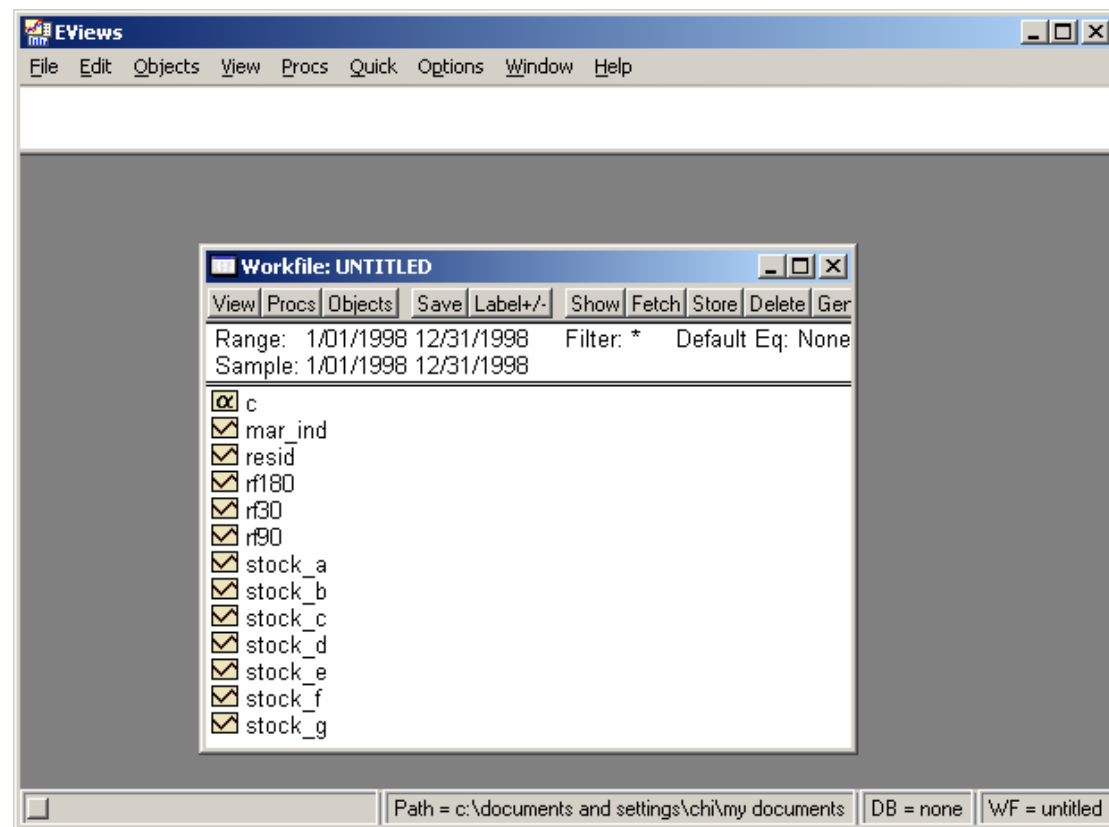 EViews
File Edit Objects View Procs Quick Options Window Help
Workfile: UNTITLED
View Procs Objects Save Label+/- Show Fetch Store Delete Ger
Range: 1/01/1998 12/31/1998 Filter: * Default Eq: None
Sample: 1/01/1998 12/31/1998
α c
mar_ind
resid
rf180
rf30
rf90
stock_a
stock_b
stock_c
stock_d
stock_e
stock_f
stock_g
Path = c:\documents and settings\chi\my documents DB = none WF = untitled